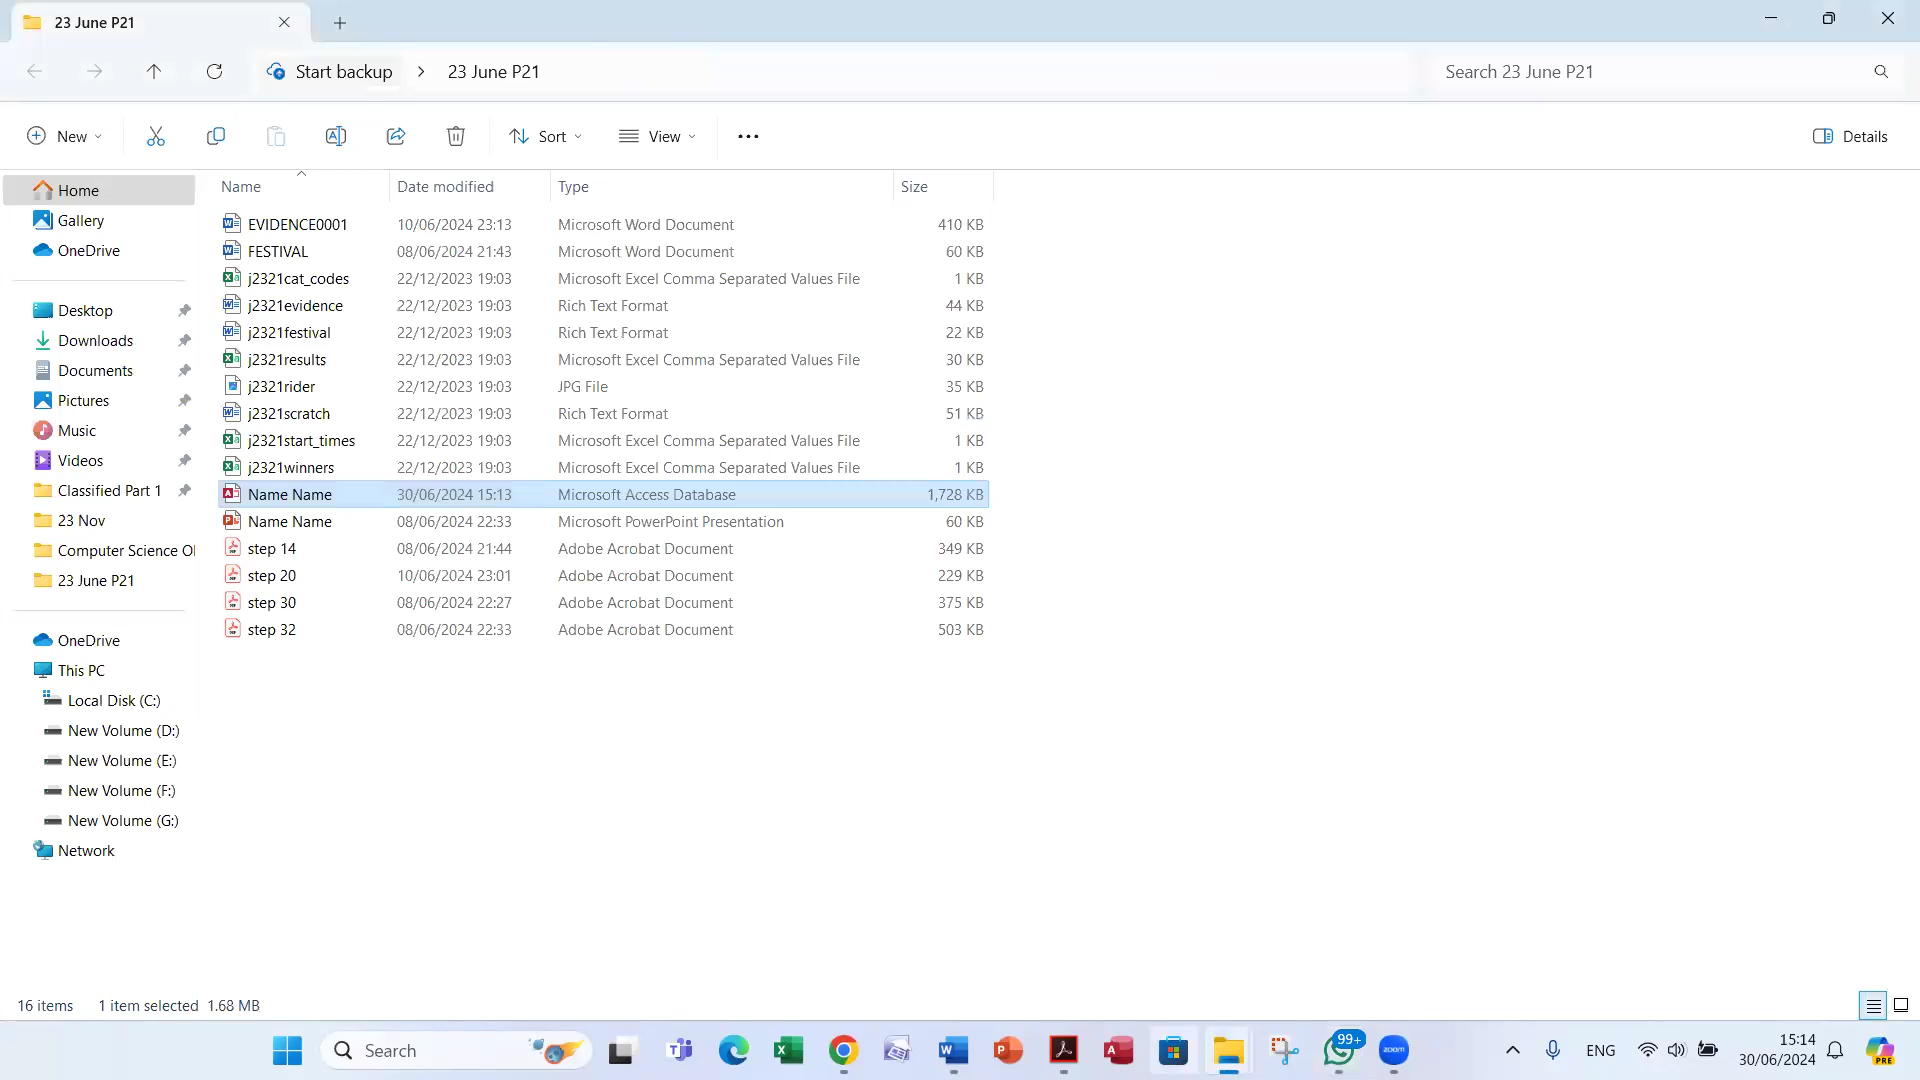 23 June P21
Start backup > 23 June P21
Search 23 June P21
New
Sort
View
Details
Name Date modified Type Size
Home
Gallery
OneDrive
Desktop
Downloads
Documents
Pictures
Music
Videos
Classified Part 1
23 Nov
Computer Science Ol
23 June P21
OneDrive
This PC
Local Disk (C:)
New Volume (D:)
New Volume (E:)
New Volume (F:)
New Volume (G:)
Network
EVIDENCE0001 10/06/2024 23:13 Microsoft Word Document 410 KB
FESTIVAL 08/06/2024 21:43 Microsoft Word Document 60 KB
j2321cat_codes 22/12/2023 19:03 Microsoft Excel Comma Separated Values File 1 KB
j2321evidence 22/12/2023 19:03 Rich Text Format 44 KB
j2321festival 22/12/2023 19:03 Rich Text Format 22 KB
j2321results 22/12/2023 19:03 Microsoft Excel Comma Separated Values File 30 KB
j2321rider 22/12/2023 19:03 JPG File 35 KB
j2321scratch 22/12/2023 19:03 Rich Text Format 51 KB
j2321start_times 22/12/2023 19:03 Microsoft Excel Comma Separated Values File 1 KB
j2321winners 22/12/2023 19:03 Microsoft Excel Comma Separated Values File 1 KB
Name Name 30/06/2024 15:13 Microsoft Access Database 1,728 KB
Name Name 08/06/2024 22:33 Microsoft PowerPoint Presentation 60 KB
step 14 08/06/2024 21:44 Adobe Acrobat Document 349 KB
step 20 10/06/2024 23:01 Adobe Acrobat Document 229 KB
step 30 08/06/2024 22:27 Adobe Acrobat Document 375 KB
step 32 08/06/2024 22:33 Adobe Acrobat Document 503 KB
16 items 1 item selected 1.68 MB
Search
99+
zoom
ENG
15:14
30/06/2024
PRE